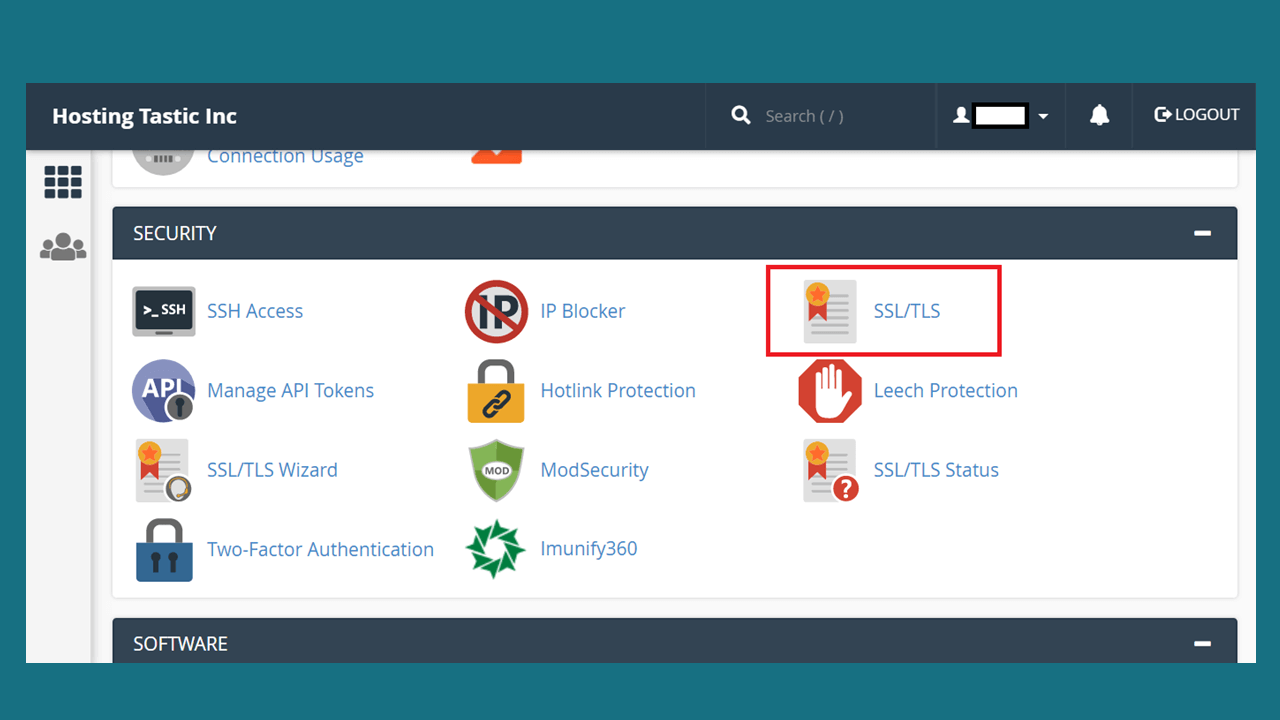 Hosting Tastic Inc
Search ( / )
LOGOUT
Connection Usage
SECURITY
>_ SSH
SSH Access
IP
IP Blocker
SSL/TLS
API
Manage API Tokens
Hotlink Protection
Leech Protection
SSL/TLS Wizard
MOD
ModSecurity
?
SSL/TLS Status
Two-Factor Authentication
Imunify360
SOFTWARE